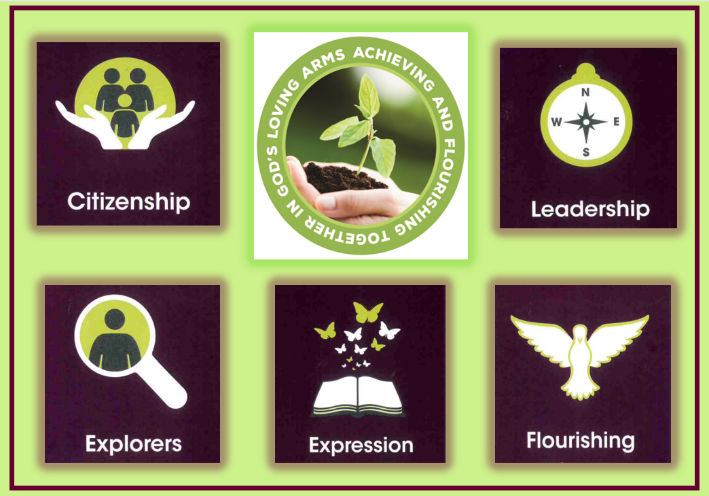 Citizenship
IN GOD'S LOVING ARMS ACHIEVING AND FLOURISHING TOGETHER
N
W E
S
Leadership
Explorers
Expression
Flourishing